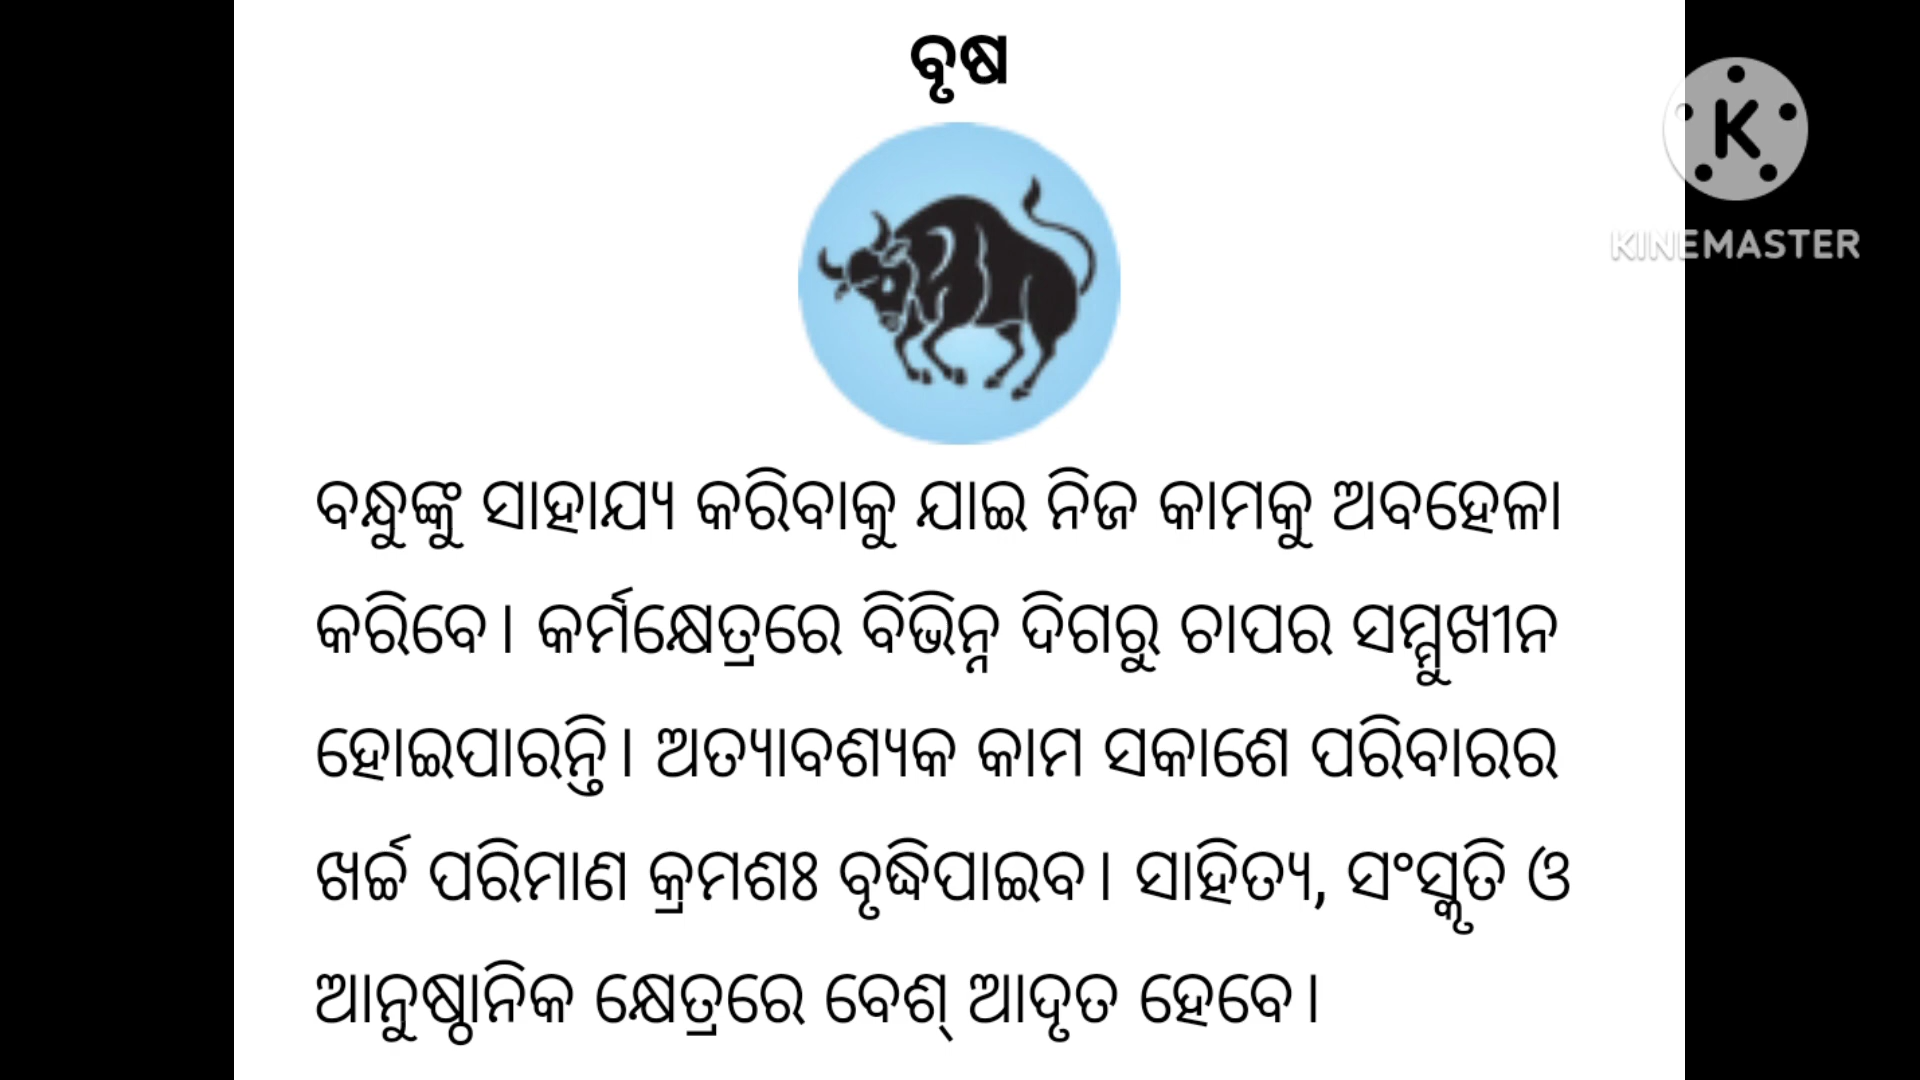 ବୃଷ
K
KINEMASTER
ବନ୍ଧୁଙ୍କୁ ସାହାଯ୍ୟ କରିବାକୁ ଯାଇ ନିଜ କାମକୁ ଅବହେଳା
କରିବେ। କର୍ମକ୍ଷେତ୍ରରେ ବିଭିନ୍ନ ଦିଗରୁ ଚାପର ସମ୍ମୁଖୀନ
ହୋଇପାରନ୍ତି। ଅତ୍ୟାବଶ୍ୟକ କାମ ସକାଶେ ପରିବାରର
ଖର୍ଚ୍ଚ ପରିମାଣ କ୍ରମଶଃ ବୃଦ୍ଧିପାଇବ। ସାହିତ୍ୟ, ସଂସ୍କୃତି ଓ
ଆନୁଷ୍ଠାନିକ କ୍ଷେତ୍ରରେ ବେଶ୍ ଆଦୃତ ହେବେ।